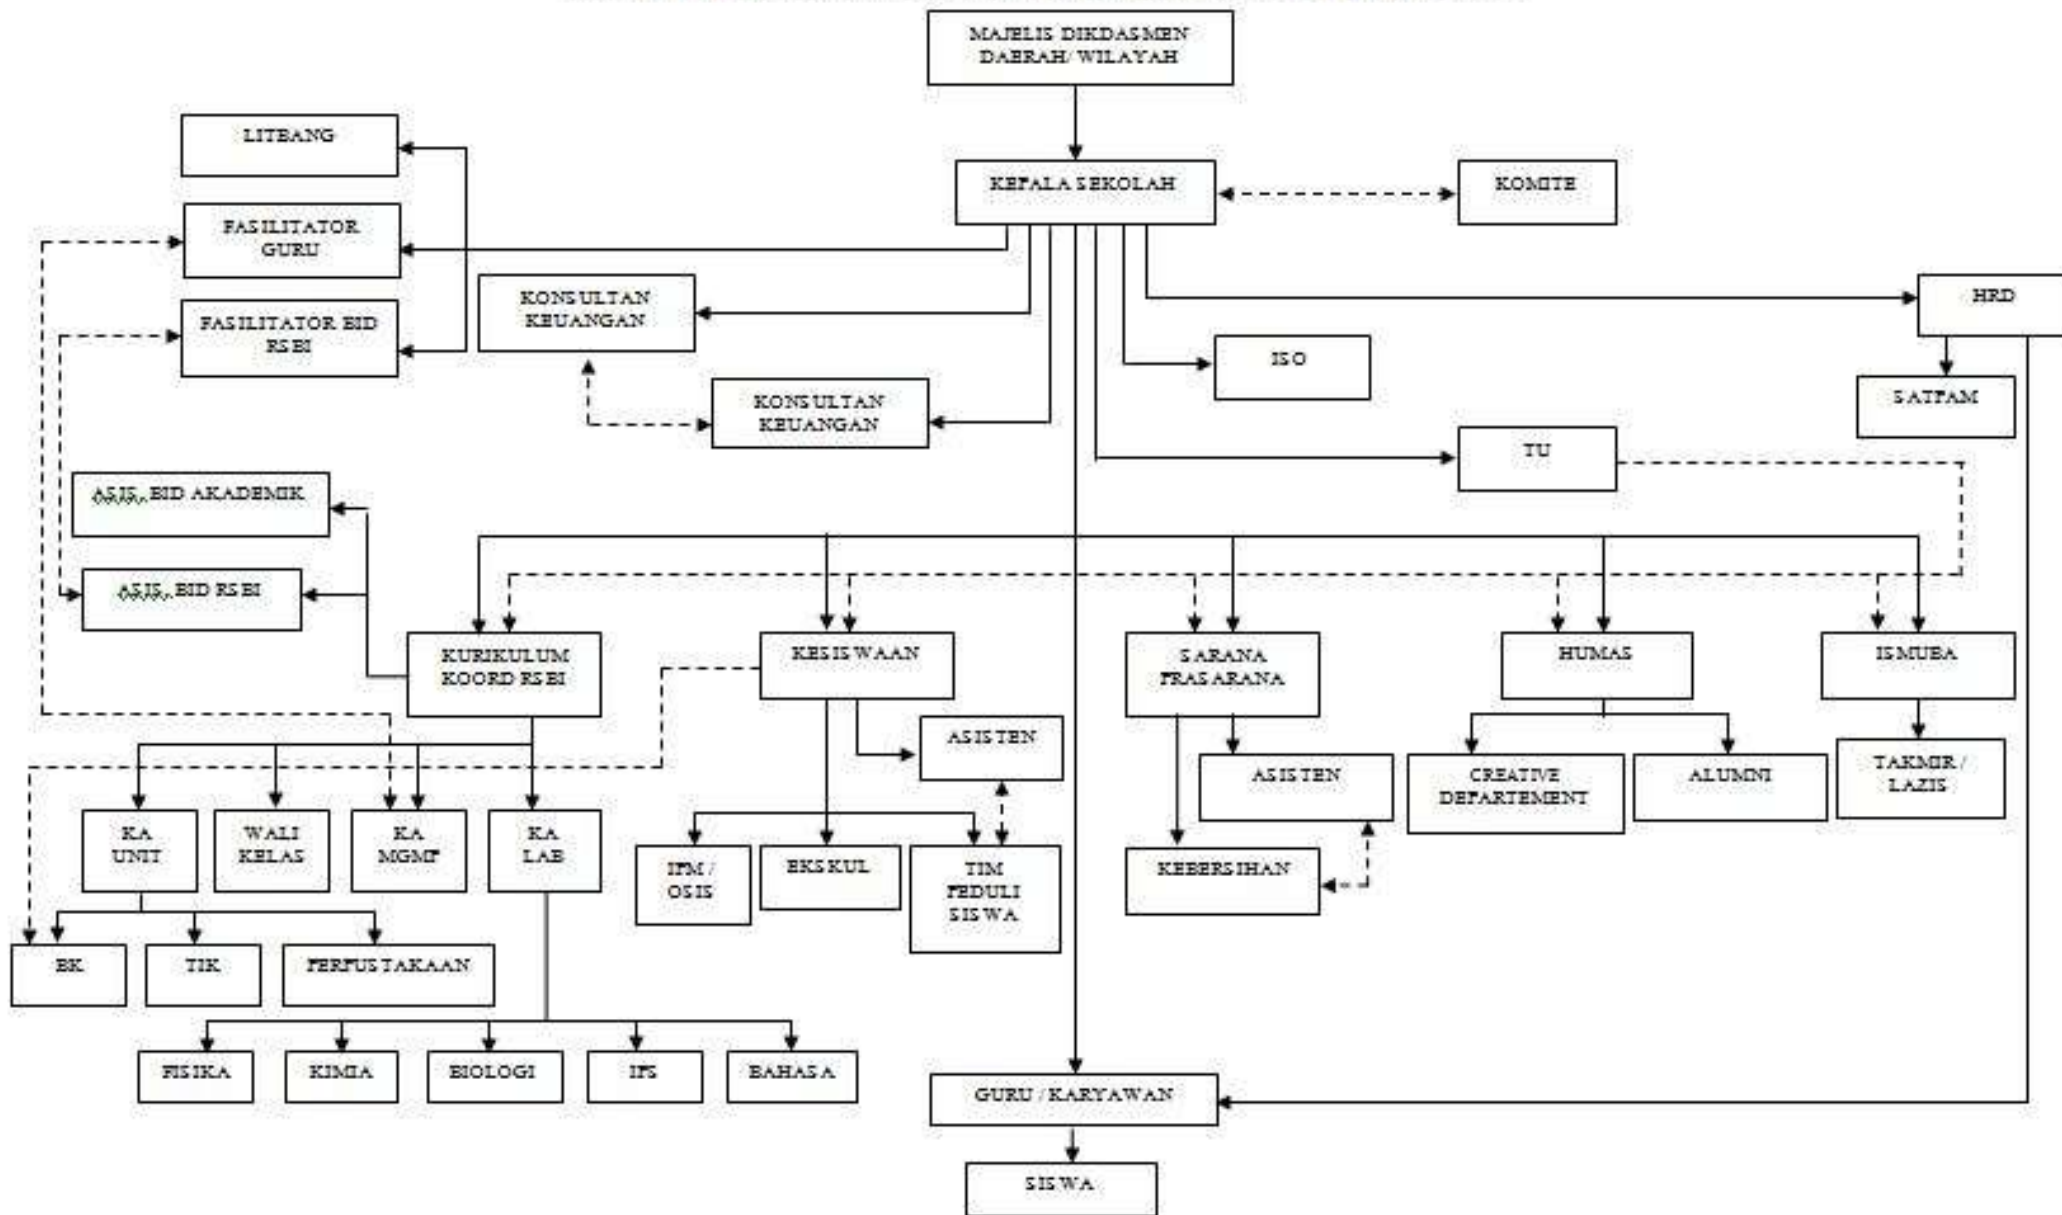 MAJELIS DIKDASMEN
DAERAH/ WILAYAH
LITBANG
KEPALA SEKOLAH
KOMITE
FASILITATOR
GURU
KONSULTAN
KEUANGAN
HRD
FASILITATOR BID
RSBI
ISO
KONSULTAN
KEUANGAN
SATPAM
TU
ASIS. BID AKADEMIK
ASIS. BID RSBI
KURIKULUM
KOORD RSBI
KESISWAAN
SARANA
PRASARANA
HUMAS
ISMUBA
ASISTEN
ASISTEN
CREATIVE
DEPARTEMENT
ALUMNI
TAKMIR /
LAZIS
KA
UNIT
WALI
KELAS
KA
MGMP
KA
LAB
IPM /
OSIS
EKSKUL
TIM
PEDULI
SISWA
KEBERSIHAN
BK
TIK
PERPUSTAKAAN
FISIKA
KIMIA
BIOLOGI
IPS
BAHASA
GURU / KARYAWAN
SISWA